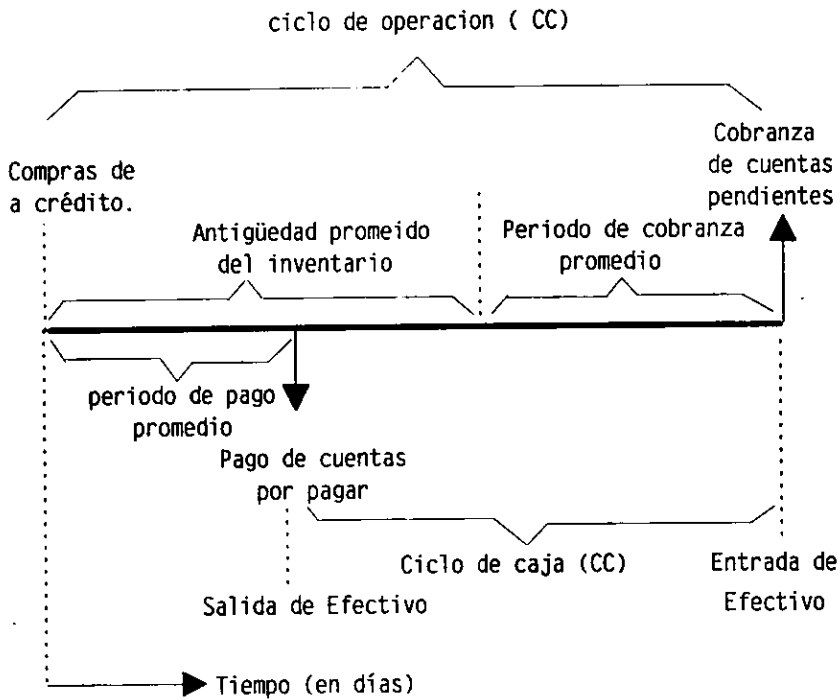 ciclo de operacion ( CC)
Cobranza
de cuentas
pendientes
Compras de
a crédito.
Antigüedad promeido
del inventario
Periodo de cobranza
promedio
periodo de pago
promedio
Pago de cuentas
por pagar
Ciclo de caja (CC)
Entrada de
Efectivo
Salida de Efectivo
Tiempo (en días)